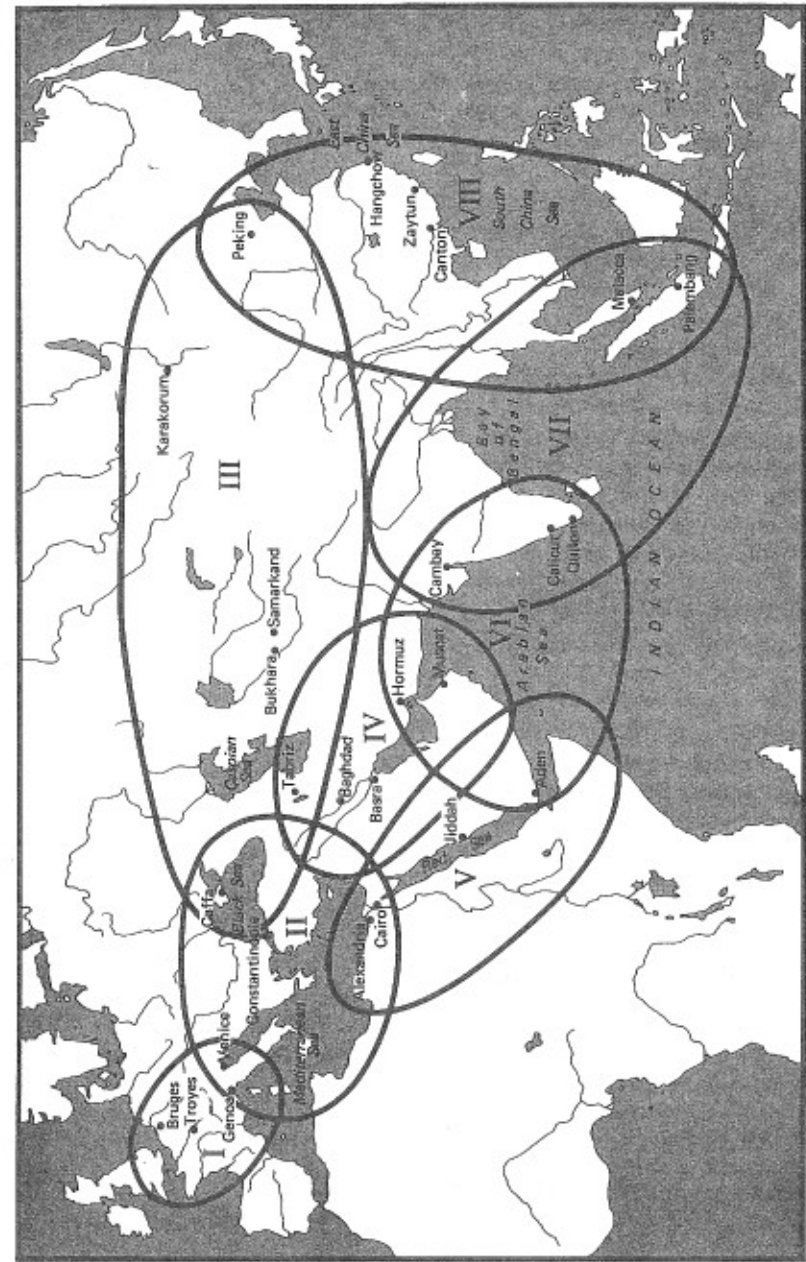 Bruges
Karakorum
Troyes
Caffa
I
Venice
Genoa
Black Sea
Caspian
Sea
III
Peking
Constantinople
Bukhara
Samarkand
Tabriz
II
Mediterranean
Sea
East
China
Sea
Baghdad
Alexandria
Basra
IV
Hangchow
Cairo
Hormuz
Zaytun
Red Sea
Jiddah
Cambay
Muscat
Canton
V
VIII
Bay
of
Bengal
South
China
Sea
VI
Arabian
Sea
Aden
Calicut
VII
Quilon
Malacca
INDIAN OCEAN
Palembang